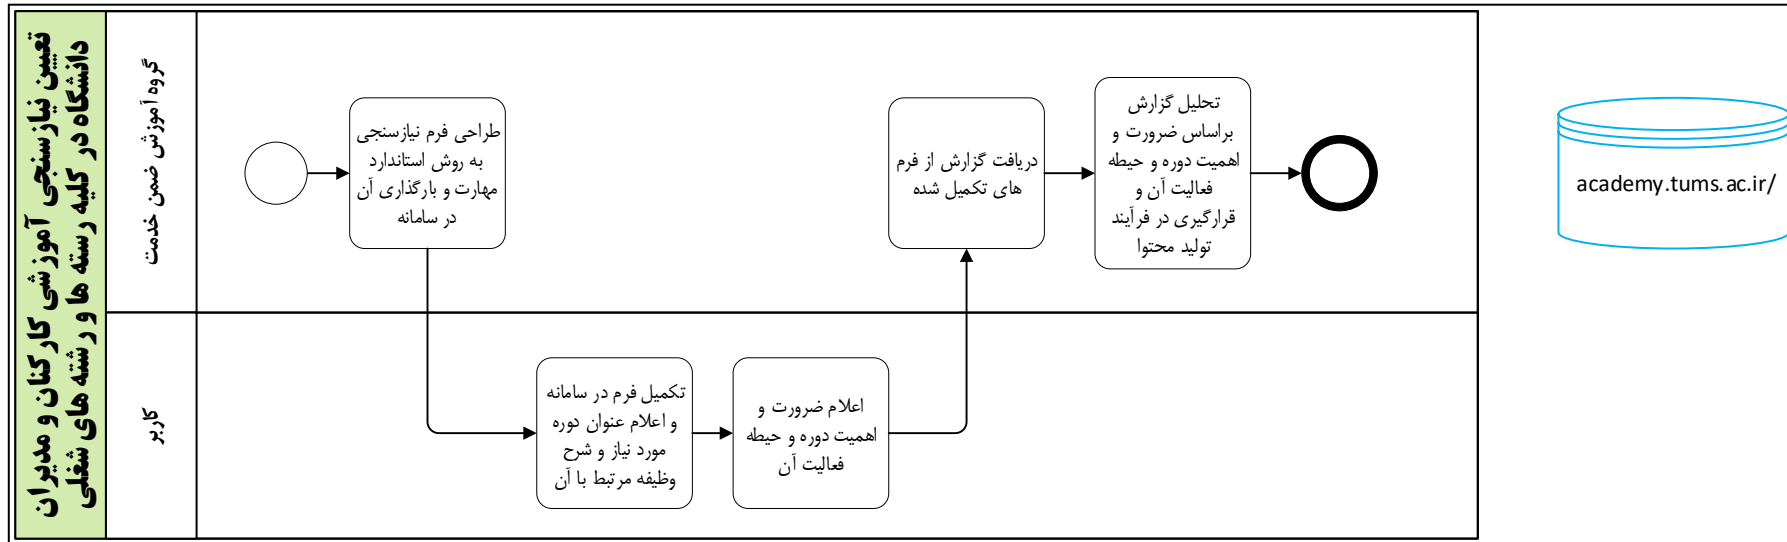 تعیین نیازسنجی آموزشی کارکنان و مدیران
دانشگاه در کلیه رسته ها و رشته های شغلی
گروه آموزش ضمن خدمت
طراحی فرم نیازسنجی
به روش استاندارد
مهارت و بارگذاری آن
در سامانه
دریافت گزارش از فرم
های تکمیل شده
تحلیل گزارش
براساس ضرورت و
اهمیت دوره و حیطه
فعالیت آن و
قرارگیری در فرآیند
تولید محتوا
کاربر
تکمیل فرم در سامانه
و اعلام عنوان دوره
مورد نیاز و شرح
وظیفه مرتبط با آن
اعلام ضرورت و
اهمیت دوره و حیطه
فعالیت آن
academy.tums.ac.ir/